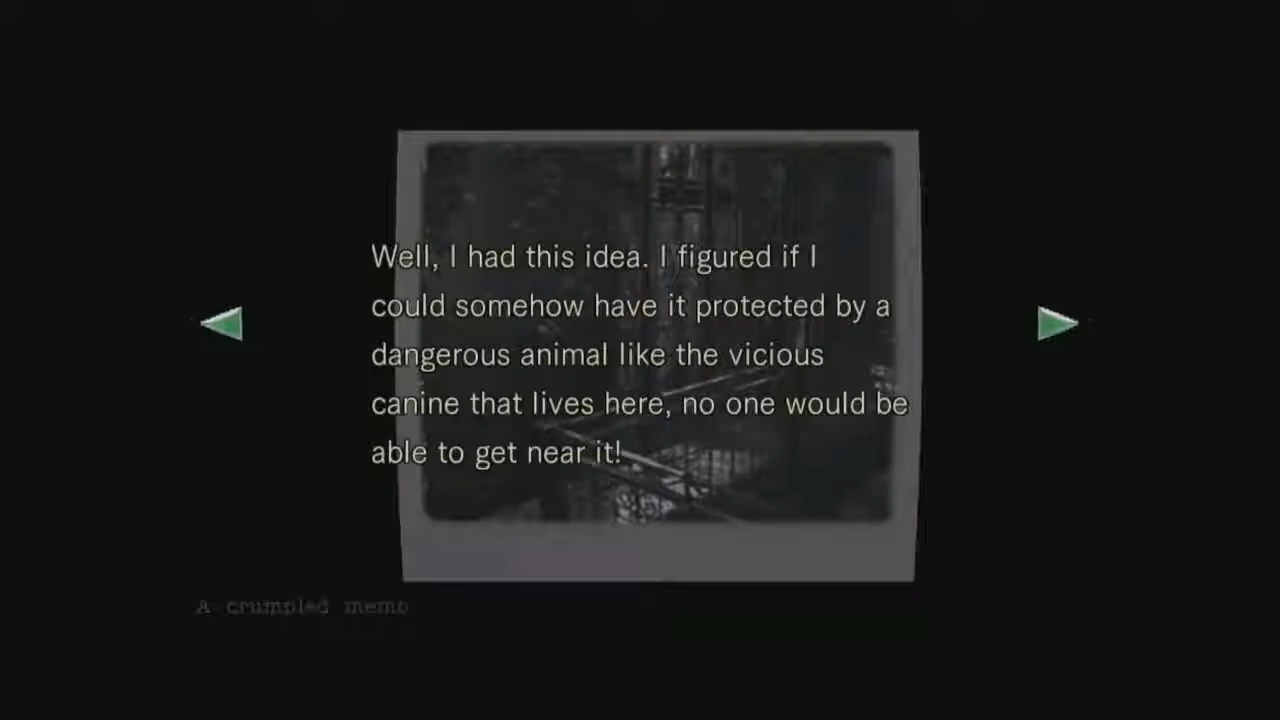 Well, I had this idea. I figured if I
could somehow have it protected by a
dangerous animal like the vicious
canine that lives here, no one would be
able to get near it!
A crumpled memo